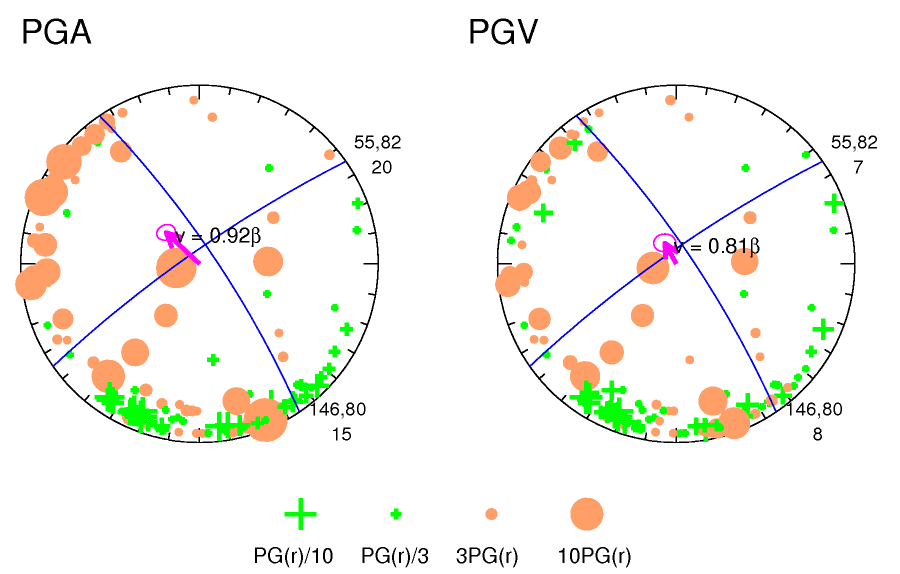 PGA
PGV
55,82
20
55,82
7
v = 0.92β
v = 0.81β
146,80
15
146,80
8
PG(r)/10
PG(r)/3
3PG(r)
10PG(r)